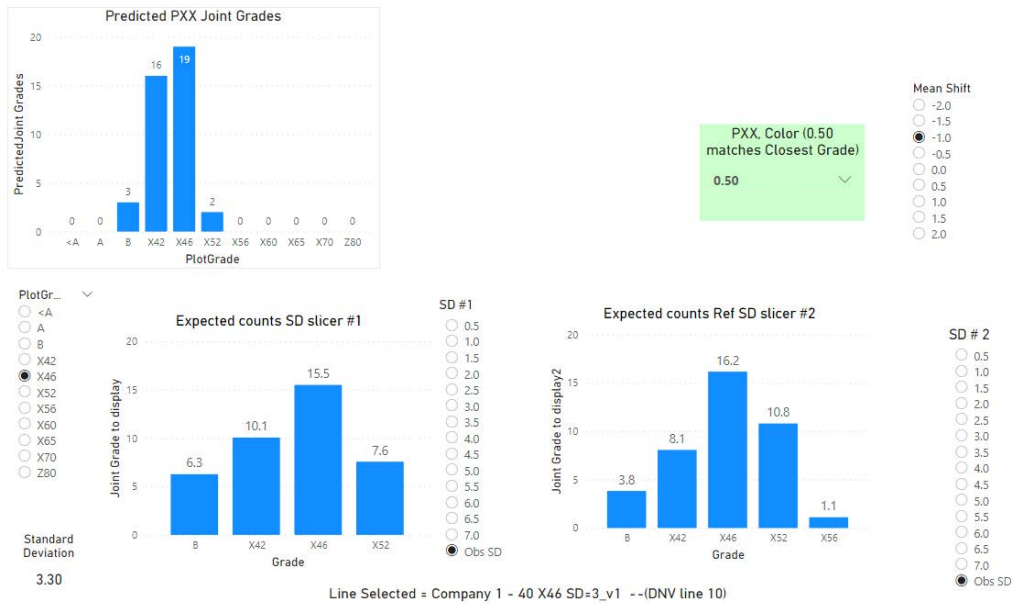 Predicted PXX Joint Grades
PredictedJoint Grades
20
15
10
5
0
0
0
3
16
19
2
0
0
0
0
0
<A
A
B
X42
X46
X52
X56
X60
X65
X70
Z80
PlotGrade
PXX, Color (0.50
matches Closest Grade)
0.50
Mean Shift
-2.0
-1.5
-1.0
-0.5
0.0
0.5
1.0
1.5
2.0
PlotGr...
<A
A
B
X42
X46
X52
X56
X60
X65
X70
Z80
Standard
Deviation
3.30
Expected counts SD slicer #1
Joint Grade to display
20
15
10
5
0
6.3
10.1
15.5
7.6
B
X42
X46
X52
Grade
SD #1
0.5
1.0
1.5
2.0
2.5
3.0
3.5
4.0
4.5
5.0
5.5
6.0
6.5
7.0
Obs SD
Expected counts Ref SD slicer #2
Joint Grade to display2
20
15
10
5
0
3.8
8.1
16.2
10.8
1.1
B
X42
X46
X52
X56
Grade
SD # 2
0.5
1.0
1.5
2.0
2.5
3.0
3.5
4.0
4.5
5.0
5.5
6.0
6.5
7.0
Obs SD
Line Selected = Company 1 - 40 X46 SD=3_v1 --(DNV line 10)